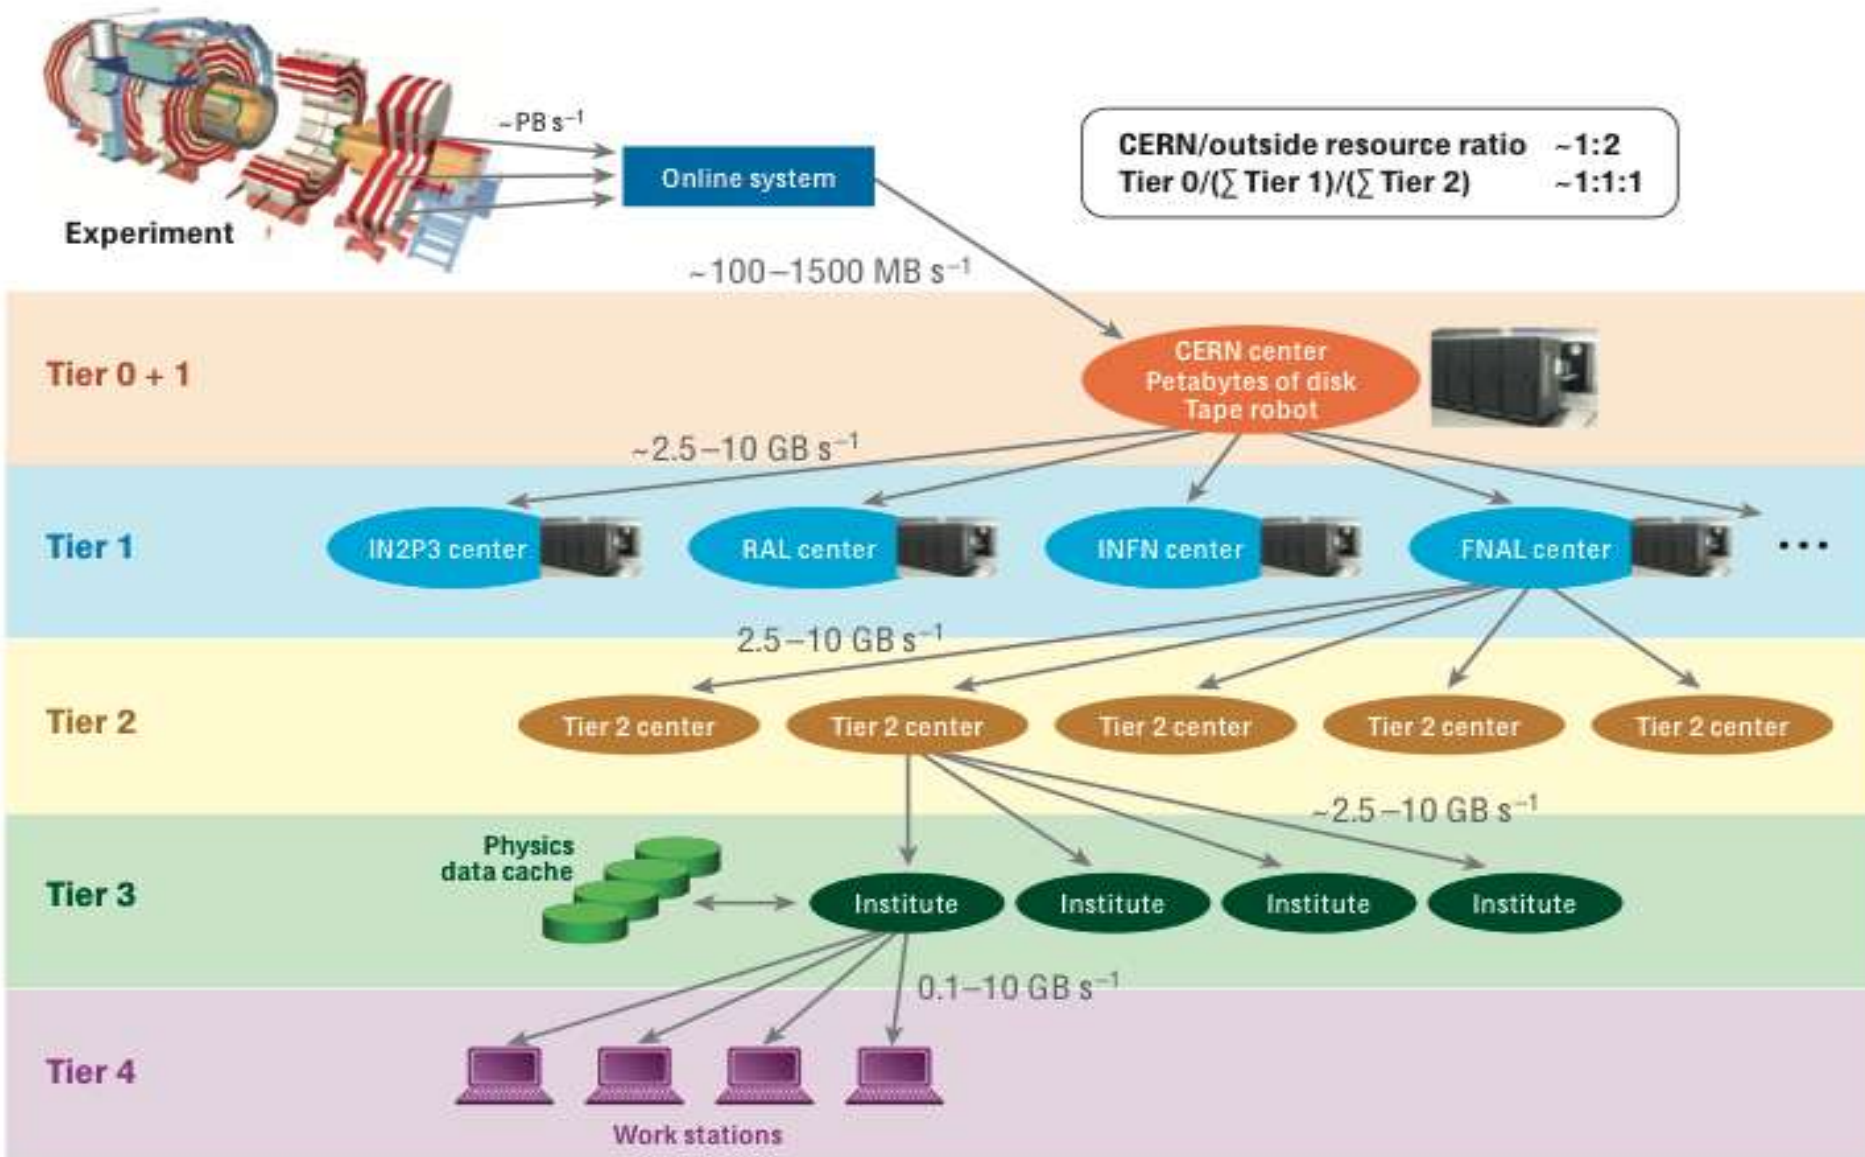 ~PB s⁻¹
Online system
CERN/outside resource ratio ~1:2
Tier 0/(∑ Tier 1)/(∑ Tier 2) ~1:1:1
Experiment
~100–1500 MB s⁻¹
Tier 0 + 1
CERN center
Petabytes of disk
Tape robot
~2.5–10 GB s⁻¹
Tier 1
IN2P3 center
RAL center
INFN center
FNAL center
...
2.5–10 GB s⁻¹
Tier 2
Tier 2 center
Tier 2 center
Tier 2 center
Tier 2 center
Tier 2 center
~2.5–10 GB s⁻¹
Physics
data cache
Tier 3
Institute
Institute
Institute
Institute
0.1–10 GB s⁻¹
Tier 4
Work stations